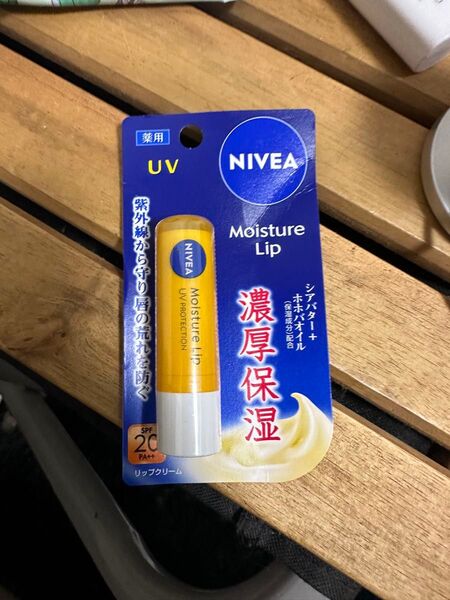 薬用
UV
NIVEA
Moisture
Lip
紫外線から守り唇の荒れを防ぐ
シアバター+
ホホバオイル
(保湿成分)配合
濃厚保湿
NIVEA
Moisture Lip
UV PROTECTION
SPF
20
PA++
リップクリーム